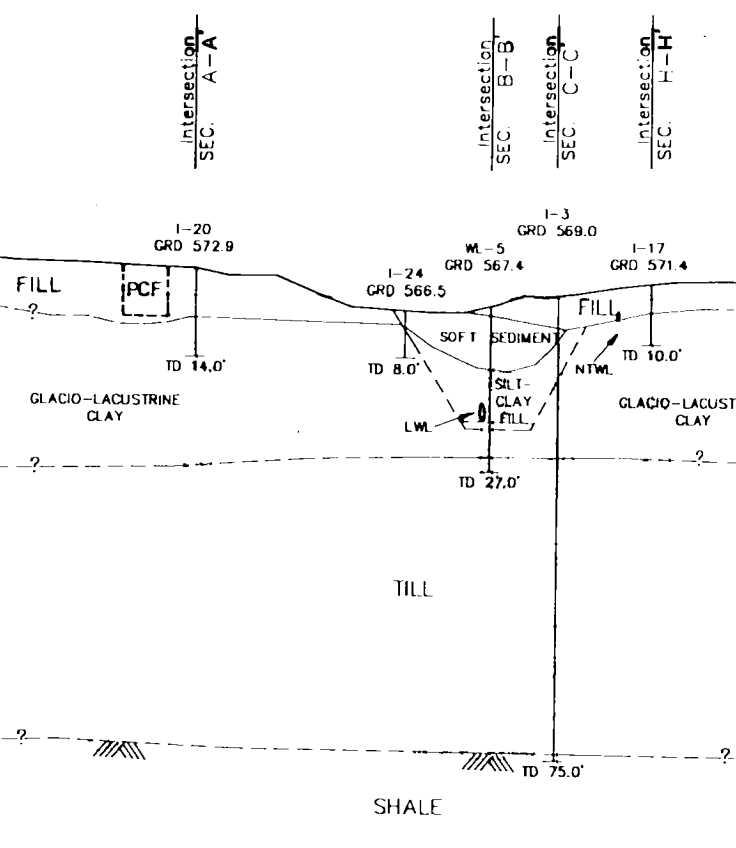 Intersection
SEC. A-A'
Intersection
SEC. B-B'
Intersection
SEC. C-C'
Intersection
SEC. H-H'
I-20
GRD 572.9
I-24
GRD 566.5
WL-5
GRD 567.4
I-3
GRD 569.0
I-17
GRD 571.4
FILL
PCF
FILL
?
SOFT SEDIMENT
TD 14.0'
TD 8.0'
NTWL
TD 10.0'
SILT-
CLAY
FILL
LWL
GLACIO-LACUSTRINE
CLAY
GLACIO-LACUST
CLAY
?
?
TD 27.0'
TILL
?
?
TD 75.0'
SHALE